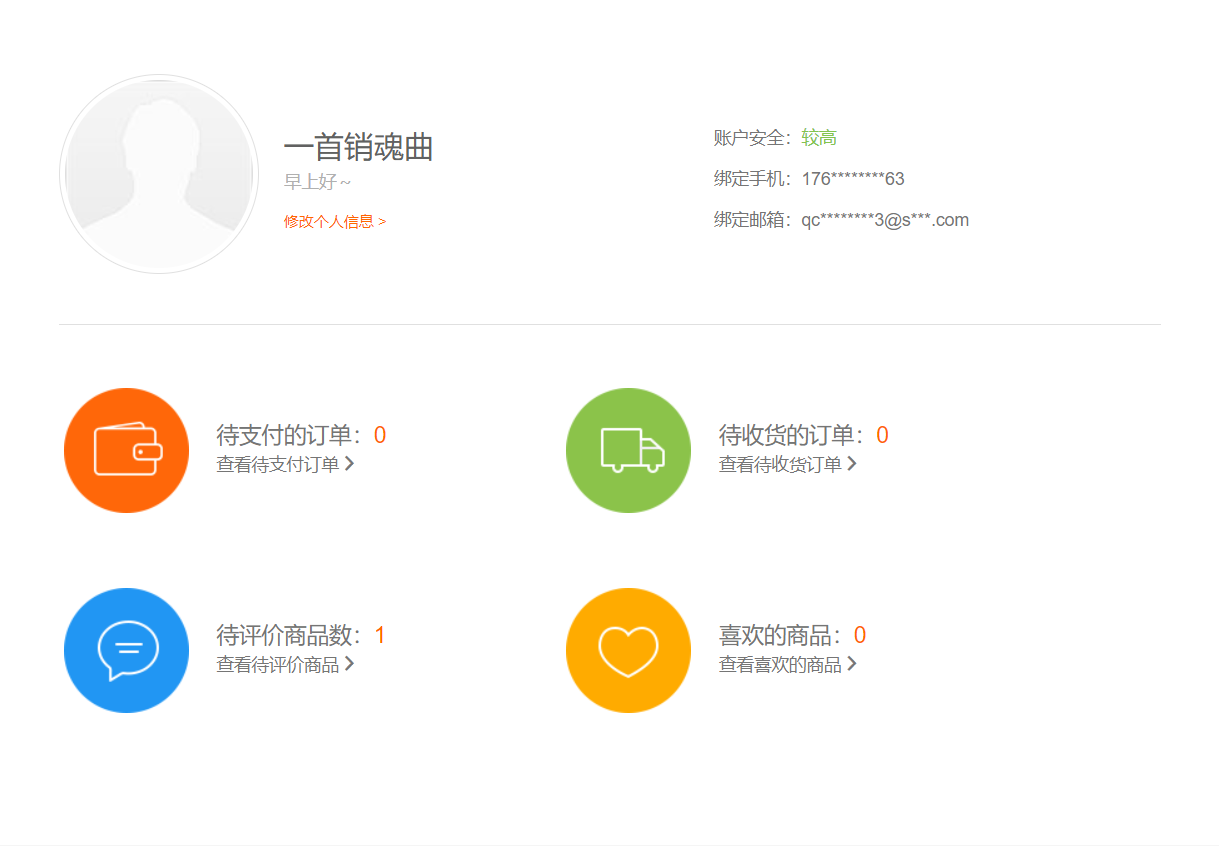 一首销魂曲
早上好～
修改个人信息 >
账户安全：较高
绑定手机：176********63
绑定邮箱：qc********3@s***.com
待支付的订单：0
查看待支付订单
待收货的订单：0
查看待收货订单
待评价商品数：1
查看待评价商品
喜欢的商品：0
查看喜欢的商品